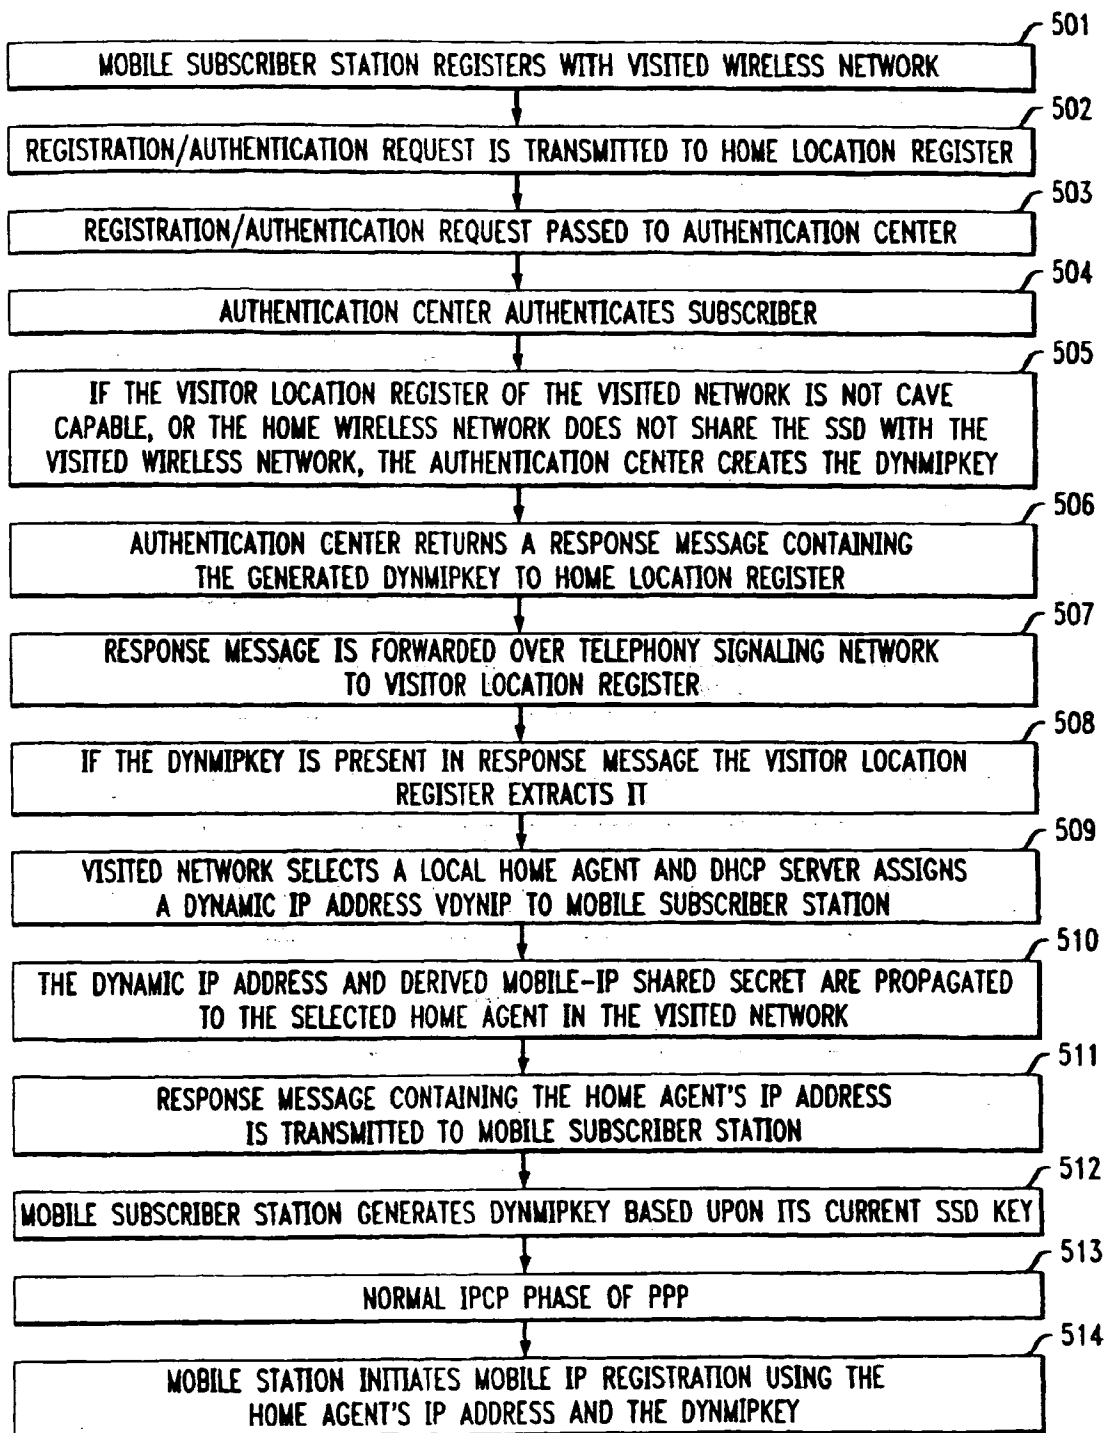 501
MOBILE SUBSCRIBER STATION REGISTERS WITH VISITED WIRELESS NETWORK
502
REGISTRATION/AUTHENTICATION REQUEST IS TRANSMITTED TO HOME LOCATION REGISTER
503
REGISTRATION/AUTHENTICATION REQUEST PASSED TO AUTHENTICATION CENTER
504
AUTHENTICATION CENTER AUTHENTICATES SUBSCRIBER
505
IF THE VISITOR LOCATION REGISTER OF THE VISITED NETWORK IS NOT CAVE
CAPABLE, OR THE HOME WIRELESS NETWORK DOES NOT SHARE THE SSD WITH THE
VISITED WIRELESS NETWORK, THE AUTHENTICATION CENTER CREATES THE DYNMIPKEY
506
AUTHENTICATION CENTER RETURNS A RESPONSE MESSAGE CONTAINING
THE GENERATED DYNMIPKEY TO HOME LOCATION REGISTER
507
RESPONSE MESSAGE IS FORWARDED OVER TELEPHONY SIGNALING NETWORK
TO VISITOR LOCATION REGISTER
508
IF THE DYNMIPKEY IS PRESENT IN RESPONSE MESSAGE THE VISITOR LOCATION
REGISTER EXTRACTS IT
509
VISITED NETWORK SELECTS A LOCAL HOME AGENT AND DHCP SERVER ASSIGNS
A DYNAMIC IP ADDRESS VDYNIP TO MOBILE SUBSCRIBER STATION
510
THE DYNAMIC IP ADDRESS AND DERIVED MOBILE-IP SHARED SECRET ARE PROPAGATED
TO THE SELECTED HOME AGENT IN THE VISITED NETWORK
511
RESPONSE MESSAGE CONTAINING THE HOME AGENT'S IP ADDRESS
IS TRANSMITTED TO MOBILE SUBSCRIBER STATION
512
MOBILE SUBSCRIBER STATION GENERATES DYNMIPKEY BASED UPON ITS CURRENT SSD KEY
513
NORMAL IPCP PHASE OF PPP
514
MOBILE STATION INITIATES MOBILE IP REGISTRATION USING THE
HOME AGENT'S IP ADDRESS AND THE DYNMIPKEY